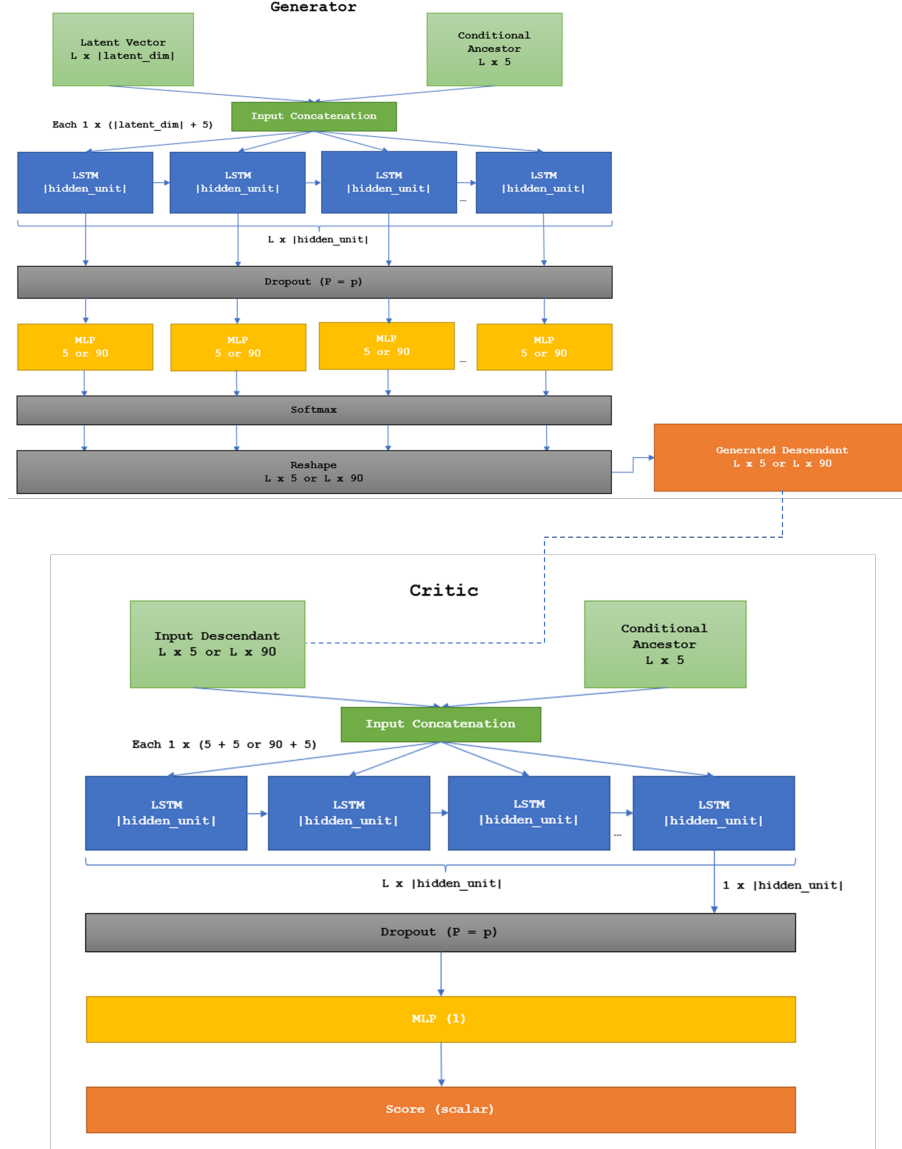 Generator
Latent Vector
L x |latent_dim|
Conditional
Ancestor
L x 5
Input Concatenation
Each 1 x (|latent_dim| + 5)
LSTM
|hidden_unit|
LSTM
|hidden_unit|
LSTM
|hidden_unit|
...
LSTM
|hidden_unit|
L x |hidden_unit|
Dropout (P = p)
MLP
5 or 90
MLP
5 or 90
MLP
5 or 90
...
MLP
5 or 90
Softmax
Reshape
L x 5 or L x 90
Generated Descendant
L x 5 or L x 90
Critic
Input Descendant
L x 5 or L x 90
Conditional
Ancestor
L x 5
Input Concatenation
Each 1 x (5 + 5 or 90 + 5)
LSTM
|hidden_unit|
LSTM
|hidden_unit|
LSTM
|hidden_unit|
...
LSTM
|hidden_unit|
L x |hidden_unit|
1 x |hidden_unit|
Dropout (P = p)
MLP (1)
Score (scalar)